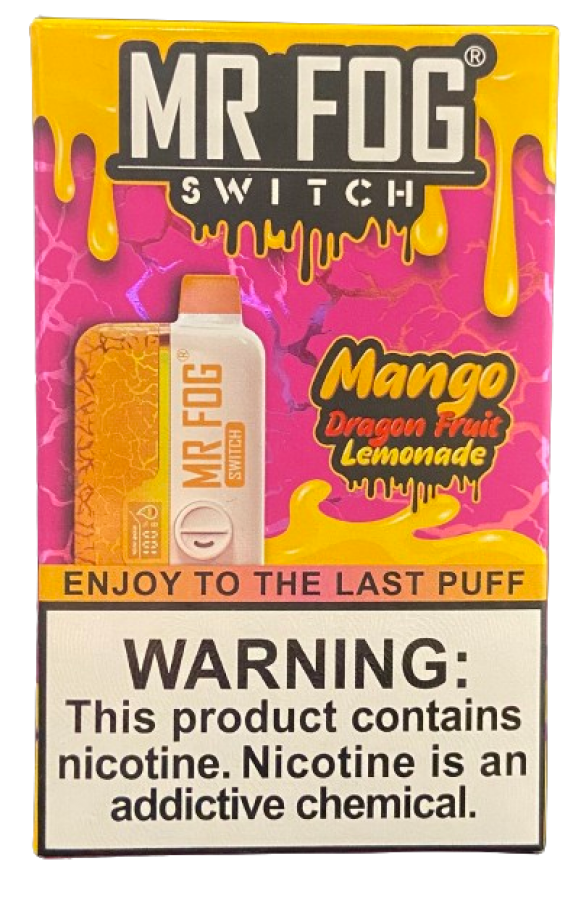 MR FOG®
SWITCH
MR FOG®
SWITCH
100
Mango
Dragon Fruit
Lemonade
ENJOY TO THE LAST PUFF
WARNING:
This product contains
nicotine. Nicotine is an
addictive chemical.